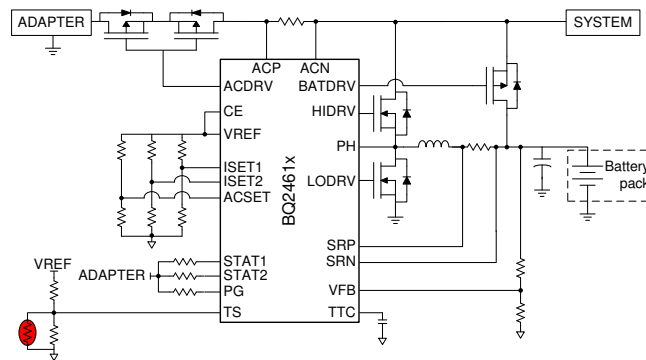 ADAPTER
SYSTEM
ACP
ACN
ACDRV
BATDRV
CE
HIDRV
VREF
PH
ISET1
ISET2
ACSET
LODRV
BQ2461x
Battery
pack
SRP
SRN
STAT1
STAT2
PG
ADAPTER
VREF
VFB
TS
TTC